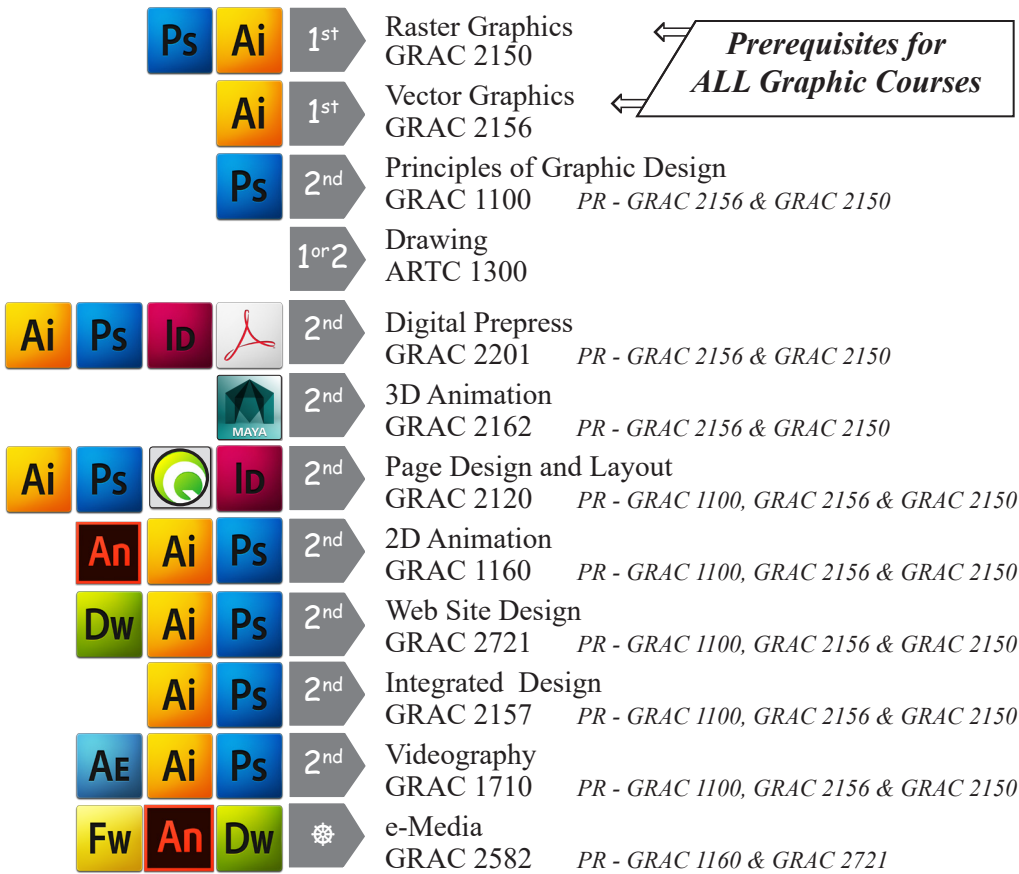 Ps Ai 1st Raster Graphics
GRAC 2150
Prerequisites for
ALL Graphic Courses
Ai 1st Vector Graphics
GRAC 2156
Ps 2nd Principles of Graphic Design
GRAC 1100 PR - GRAC 2156 & GRAC 2150
1or2 Drawing
ARTC 1300
Ai Ps ID 2nd Digital Prepress
GRAC 2201 PR - GRAC 2156 & GRAC 2150
MAYA 2nd 3D Animation
GRAC 2162 PR - GRAC 2156 & GRAC 2150
Ai Ps ID 2nd Page Design and Layout
GRAC 2120 PR - GRAC 1100, GRAC 2156 & GRAC 2150
An Ai Ps 2nd 2D Animation
GRAC 1160 PR - GRAC 1100, GRAC 2156 & GRAC 2150
Dw Ai Ps 2nd Web Site Design
GRAC 2721 PR - GRAC 1100, GRAC 2156 & GRAC 2150
Ai Ps 2nd Integrated Design
GRAC 2157 PR - GRAC 1100, GRAC 2156 & GRAC 2150
AE Ai Ps 2nd Videography
GRAC 1710 PR - GRAC 1100, GRAC 2156 & GRAC 2150
Fw An Dw e-Media
GRAC 2582 PR - GRAC 1160 & GRAC 2721